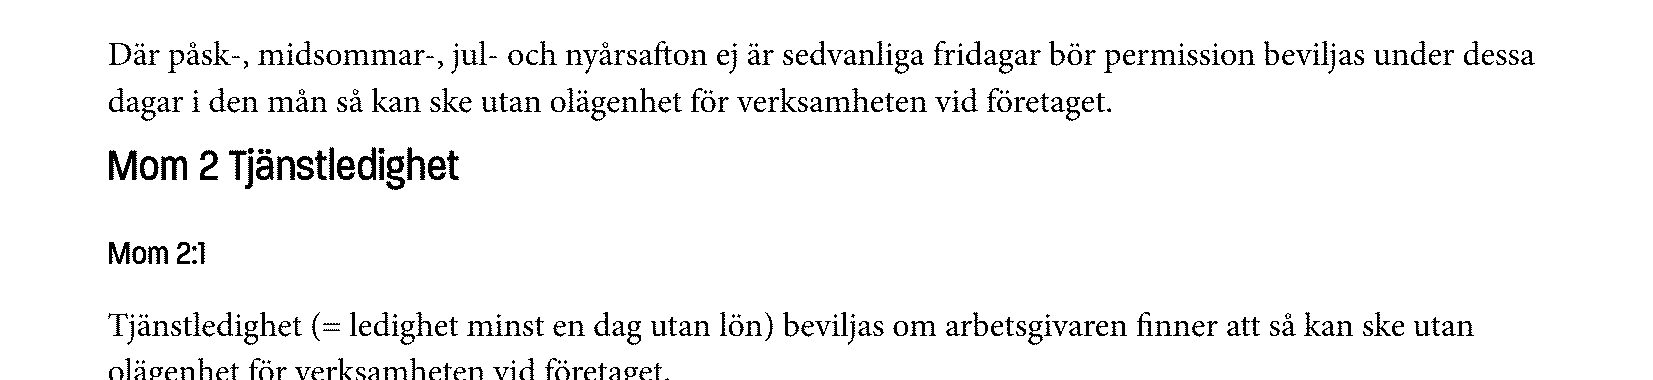 Där påsk-, midsommar-, jul- och nyårsafton ej är sedvanliga fridagar bör permission beviljas under dessa
dagar i den mån så kan ske utan olägenhet för verksamheten vid företaget.
Mom 2 Tjänstledighet
Mom 2:1
Tjänstledighet (= ledighet minst en dag utan lön) beviljas om arbetsgivaren finner att så kan ske utan
olägenhet för verksamheten vid företaget.